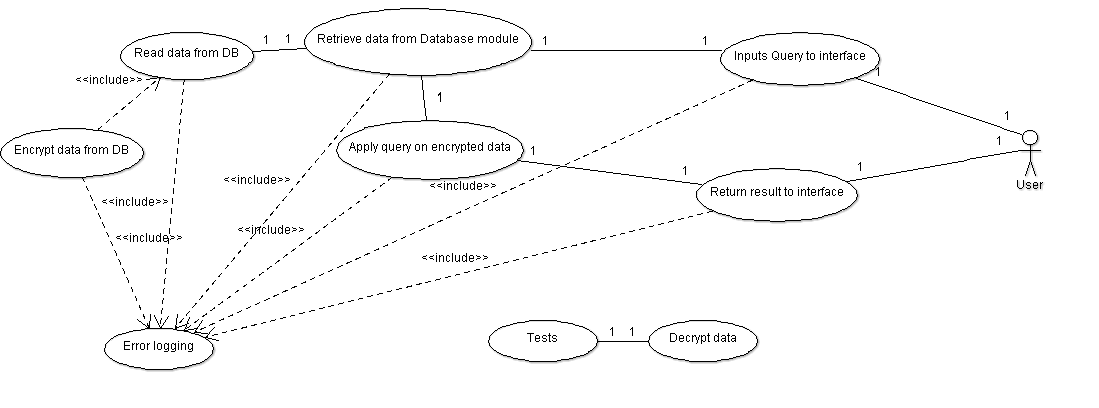 Retrieve data from Database module
1
1
1
1
Read data from DB
Inputs Query to interface
1
<<include>>
1
1
Encrypt data from DB
Apply query on encrypted data
1
1
1
1
User
<<include>>
<<include>>
Return result to interface
<<include>>
<<include>>
<<include>>
<<include>>
Tests
1
1
Decrypt data
Error logging